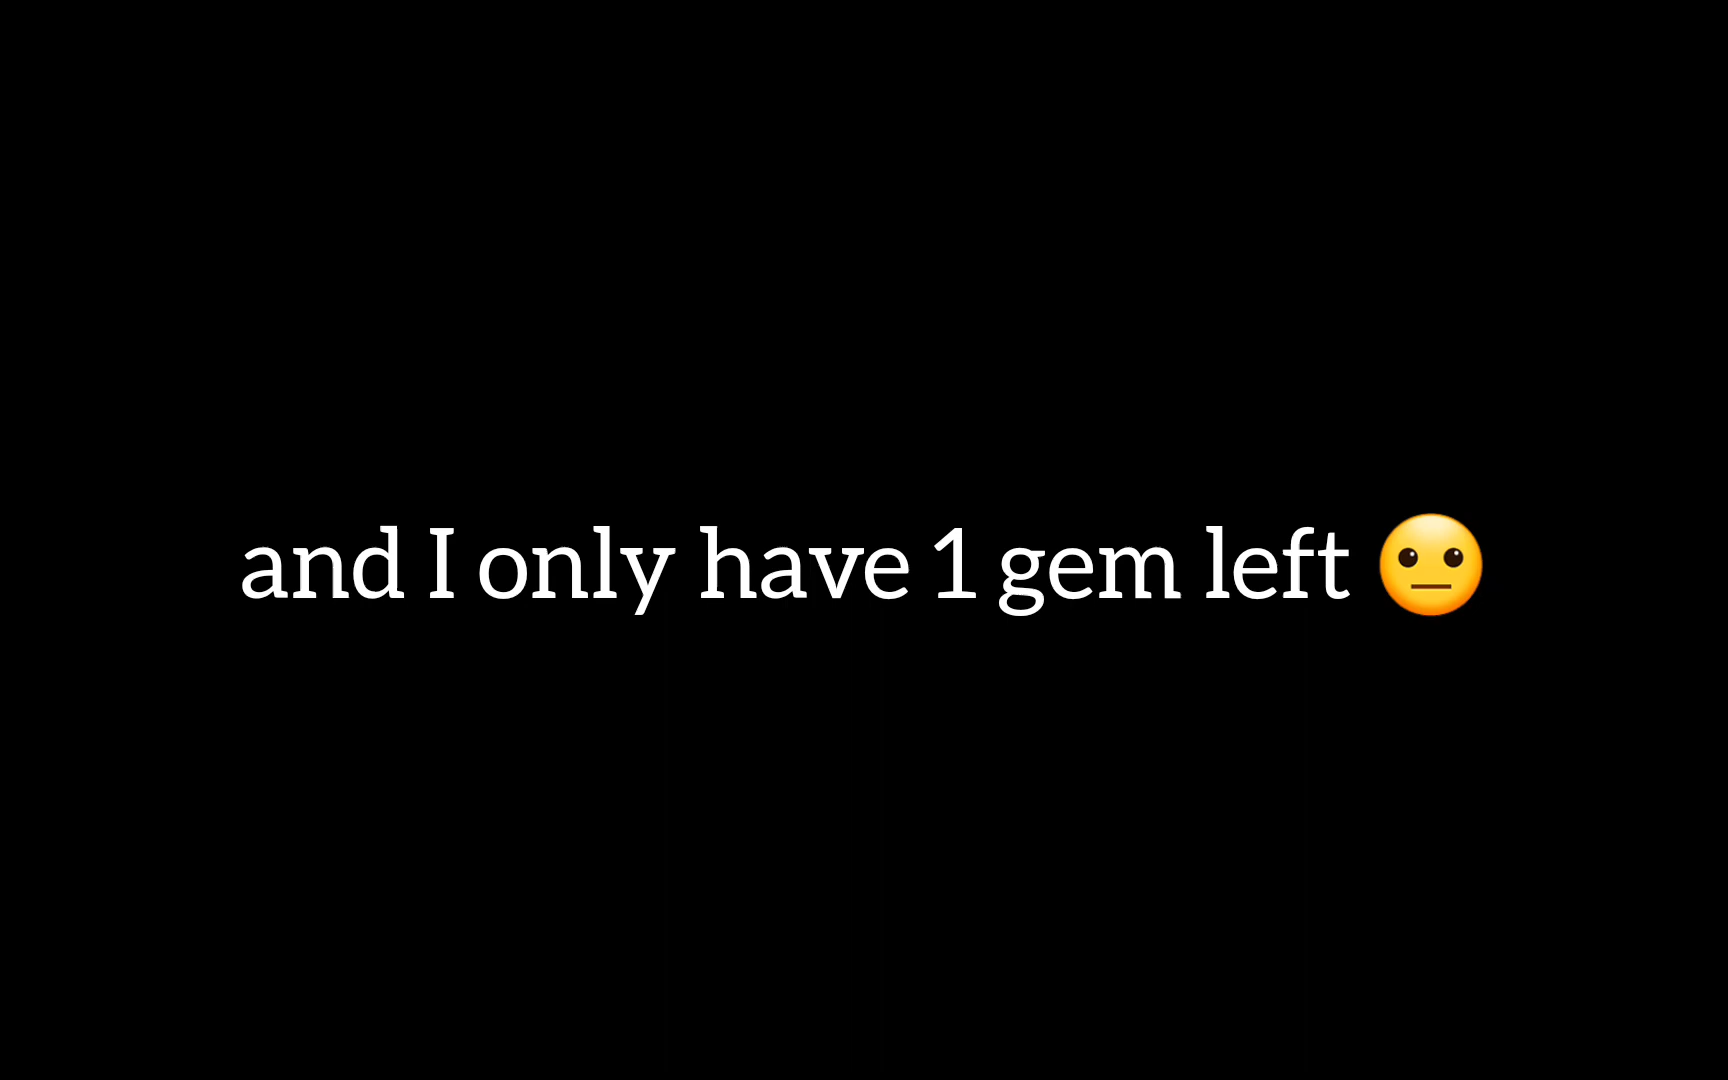 and I only have 1 gem left 😐